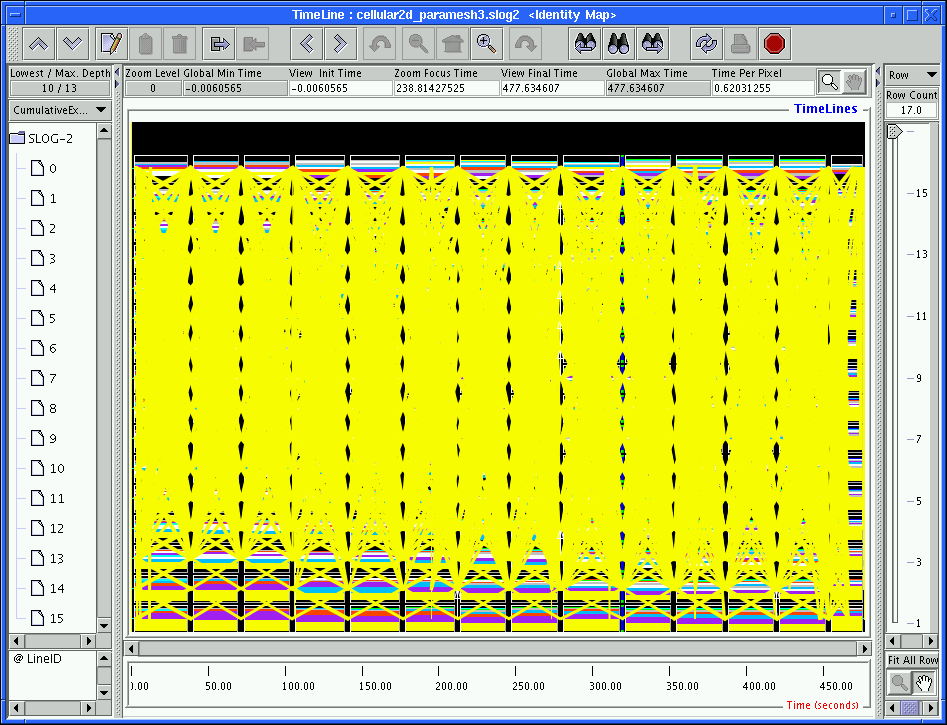 TimeLine : cellular2d_paramesh3.slog2 <Identity Map>
Lowest / Max. Depth
10 / 13
Zoom Level
Global Min Time
View Init Time
Zoom Focus Time
View Final Time
Global Max Time
Time Per Pixel
0
-0.0060565
-0.0060565
238.81427525
477.634607
477.634607
0.62031255
Row
Row Count
17.0
CumulativeEx...
TimeLines
SLOG-2
0
1
2
3
4
5
6
7
8
9
10
11
12
13
14
15
15
13
11
9
7
5
3
1
@ LineID
Fit All Row
0.00
50.00
100.00
150.00
200.00
250.00
300.00
350.00
400.00
450.00
Time (seconds)